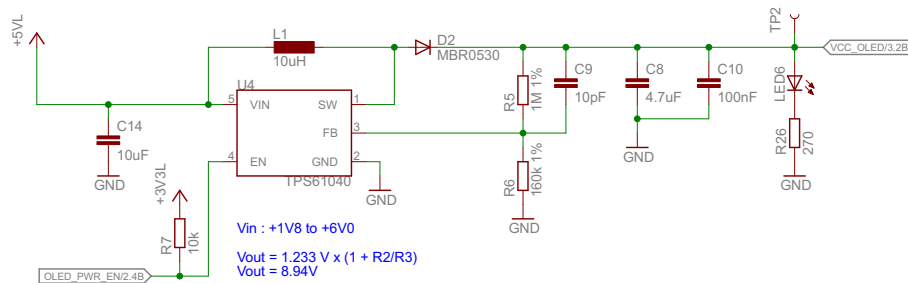 +5VL
L1
10uH
D2
MBR0530
TP2
VCC_OLED/3.2B
U4
5 VIN SW 1
FB 3
4 EN GND 2
TPS61040
C14
10uF
GND
+3V3L
R7
10k
OLED_PWR_EN/2.4B
GND
R5
1M 1%
C9
10pF
C8
4.7uF
C10
100nF
LED6
R6
160k 1%
GND
GND
R26
270
GND
Vin : +1V8 to +6V0
Vout = 1.233 V x (1 + R2/R3)
Vout = 8.94V